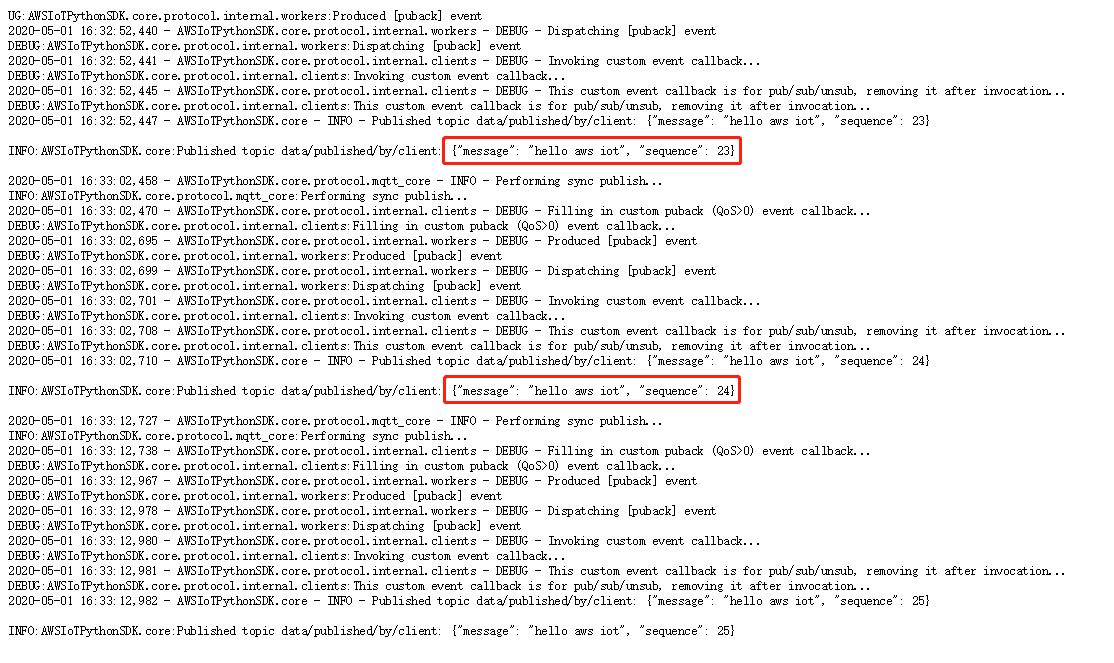 UG:AWSIoTPythonSDK.core.protocol.internal.workers:Produced [puback] event
2020-05-01 16:32:52,440 - AWSIoTPythonSDK.core.protocol.internal.workers - DEBUG - Dispatching [puback] event
DEBUG:AWSIoTPythonSDK.core.protocol.internal.workers:Dispatching [puback] event
2020-05-01 16:32:52,441 - AWSIoTPythonSDK.core.protocol.internal.clients - DEBUG - Invoking custom event callback...
DEBUG:AWSIoTPythonSDK.core.protocol.internal.clients:Invoking custom event callback...
2020-05-01 16:32:52,445 - AWSIoTPythonSDK.core.protocol.internal.clients - DEBUG - This custom event callback is for pub/sub/unsub, removing it after invocation...
DEBUG:AWSIoTPythonSDK.core.protocol.internal.clients:This custom event callback is for pub/sub/unsub, removing it after invocation...
2020-05-01 16:32:52,447 - AWSIoTPythonSDK.core - INFO - Published topic data/published/by/client: {"message": "hello aws iot", "sequence": 23}
INFO:AWSIoTPythonSDK.core:Published topic data/published/by/client: {"message": "hello aws iot", "sequence": 23}
2020-05-01 16:33:02,458 - AWSIoTPythonSDK.core.protocol.mqtt_core - INFO - Performing sync publish...
INFO:AWSIoTPythonSDK.core.protocol.mqtt_core:Performing sync publish...
2020-05-01 16:33:02,470 - AWSIoTPythonSDK.core.protocol.internal.clients - DEBUG - Filling in custom puback (QoS>0) event callback...
DEBUG:AWSIoTPythonSDK.core.protocol.internal.clients:Filling in custom puback (QoS>0) event callback...
2020-05-01 16:33:02,695 - AWSIoTPythonSDK.core.protocol.internal.workers - DEBUG - Produced [puback] event
DEBUG:AWSIoTPythonSDK.core.protocol.internal.workers:Produced [puback] event
2020-05-01 16:33:02,699 - AWSIoTPythonSDK.core.protocol.internal.workers - DEBUG - Dispatching [puback] event
DEBUG:AWSIoTPythonSDK.core.protocol.internal.workers:Dispatching [puback] event
2020-05-01 16:33:02,701 - AWSIoTPythonSDK.core.protocol.internal.clients - DEBUG - Invoking custom event callback...
DEBUG:AWSIoTPythonSDK.core.protocol.internal.clients:Invoking custom event callback...
2020-05-01 16:33:02,708 - AWSIoTPythonSDK.core.protocol.internal.clients - DEBUG - This custom event callback is for pub/sub/unsub, removing it after invocation...
DEBUG:AWSIoTPythonSDK.core.protocol.internal.clients:This custom event callback is for pub/sub/unsub, removing it after invocation...
2020-05-01 16:33:02,710 - AWSIoTPythonSDK.core - INFO - Published topic data/published/by/client: {"message": "hello aws iot", "sequence": 24}
INFO:AWSIoTPythonSDK.core:Published topic data/published/by/client: {"message": "hello aws iot", "sequence": 24}
2020-05-01 16:33:12,727 - AWSIoTPythonSDK.core.protocol.mqtt_core - INFO - Performing sync publish...
INFO:AWSIoTPythonSDK.core.protocol.mqtt_core:Performing sync publish...
2020-05-01 16:33:12,738 - AWSIoTPythonSDK.core.protocol.internal.clients - DEBUG - Filling in custom puback (QoS>0) event callback...
DEBUG:AWSIoTPythonSDK.core.protocol.internal.clients:Filling in custom puback (QoS>0) event callback...
2020-05-01 16:33:12,967 - AWSIoTPythonSDK.core.protocol.internal.workers - DEBUG - Produced [puback] event
DEBUG:AWSIoTPythonSDK.core.protocol.internal.workers:Produced [puback] event
2020-05-01 16:33:12,978 - AWSIoTPythonSDK.core.protocol.internal.workers - DEBUG - Dispatching [puback] event
DEBUG:AWSIoTPythonSDK.core.protocol.internal.workers:Dispatching [puback] event
2020-05-01 16:33:12,980 - AWSIoTPythonSDK.core.protocol.internal.clients - DEBUG - Invoking custom event callback...
DEBUG:AWSIoTPythonSDK.core.protocol.internal.clients:Invoking custom event callback...
2020-05-01 16:33:12,981 - AWSIoTPythonSDK.core.protocol.internal.clients - DEBUG - This custom event callback is for pub/sub/unsub, removing it after invocation...
DEBUG:AWSIoTPythonSDK.core.protocol.internal.clients:This custom event callback is for pub/sub/unsub, removing it after invocation...
2020-05-01 16:33:12,982 - AWSIoTPythonSDK.core - INFO - Published topic data/published/by/client: {"message": "hello aws iot", "sequence": 25}
INFO:AWSIoTPythonSDK.core:Published topic data/published/by/client: {"message": "hello aws iot", "sequence": 25}